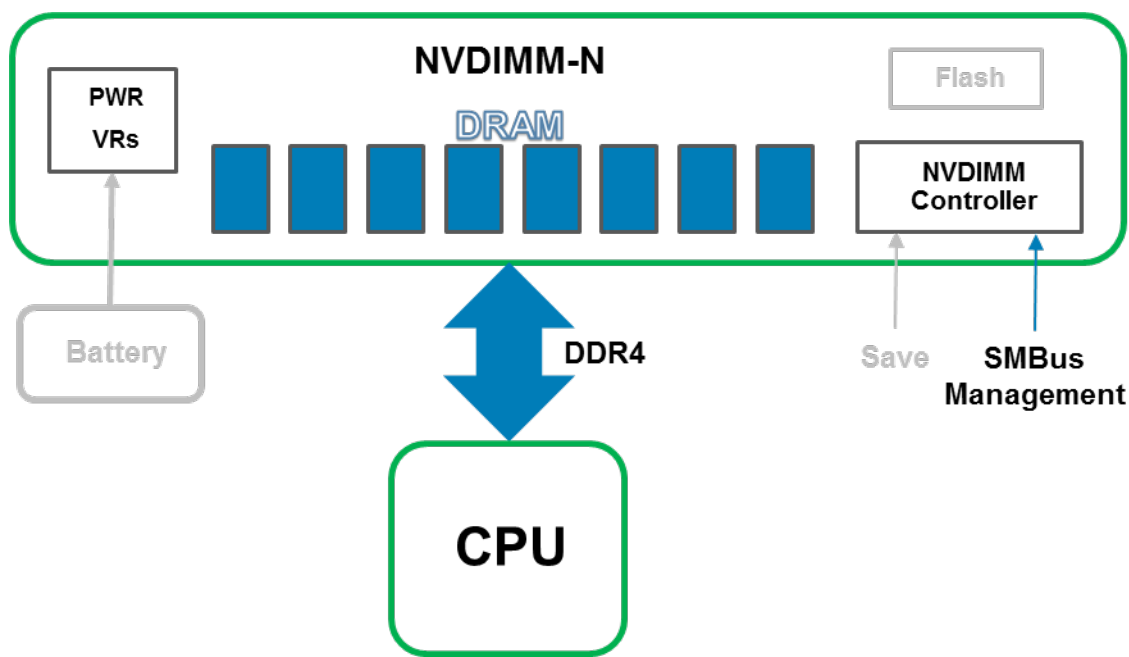 NVDIMM-N
PWR
VRs
DRAM
Flash
NVDIMM
Controller
Battery
DDR4
Save
SMBus
Management
CPU